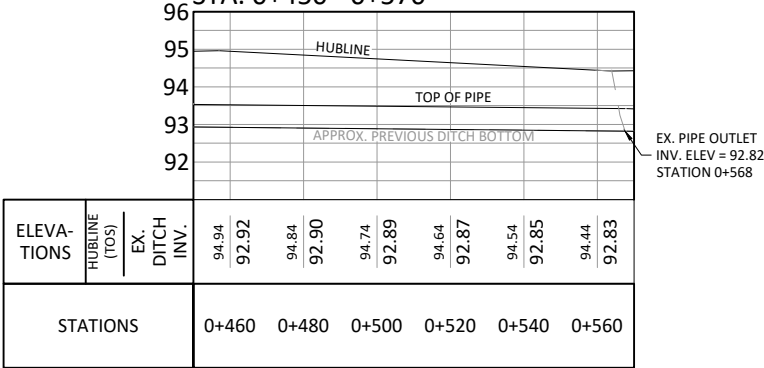 STA. 0+450 - 0+570
96
95
94
93
92
HUBLINE
TOP OF PIPE
APPROX. PREVIOUS DITCH BOTTOM
EX. PIPE OUTLET
INV. ELEV = 92.82
STATION 0+568
ELEVA-
TIONS
HUBLINE
(TOS)
EX.
DITCH
INV.
94.94
92.92
94.84
92.90
94.74
92.89
94.64
92.87
94.54
92.85
94.44
92.83
STATIONS
0+460 0+480 0+500 0+520 0+540 0+560